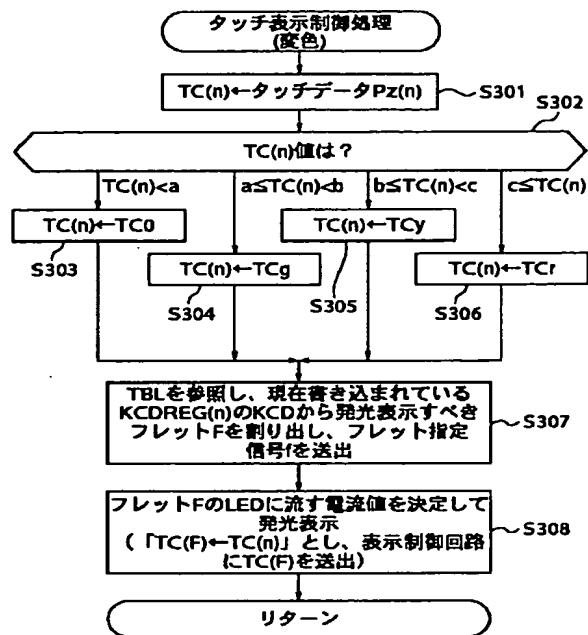 タッチ表示制御処理
(変色)
TC(n)←タッチデータPz(n)
S301
S302
TC(n)値は？
TC(n)<a
a≦TC(n)<b
b≦TC(n)<c
c≦TC(n)
TC(n)←TC0
S303
TC(n)←TCg
S304
TC(n)←TCy
S305
TC(n)←TCr
S306
TBLを参照し、現在書き込まれている
KCDREG(n)のKCDから発光表示すべき
フレットFを割り出し、フレット指定
信号fを送出
S307
フレットFのLEDに流す電流値を決定して
発光表示
(「TC(F)←TC(n)」とし、表示制御回路
にTC(F)を送出)
S308
リターン